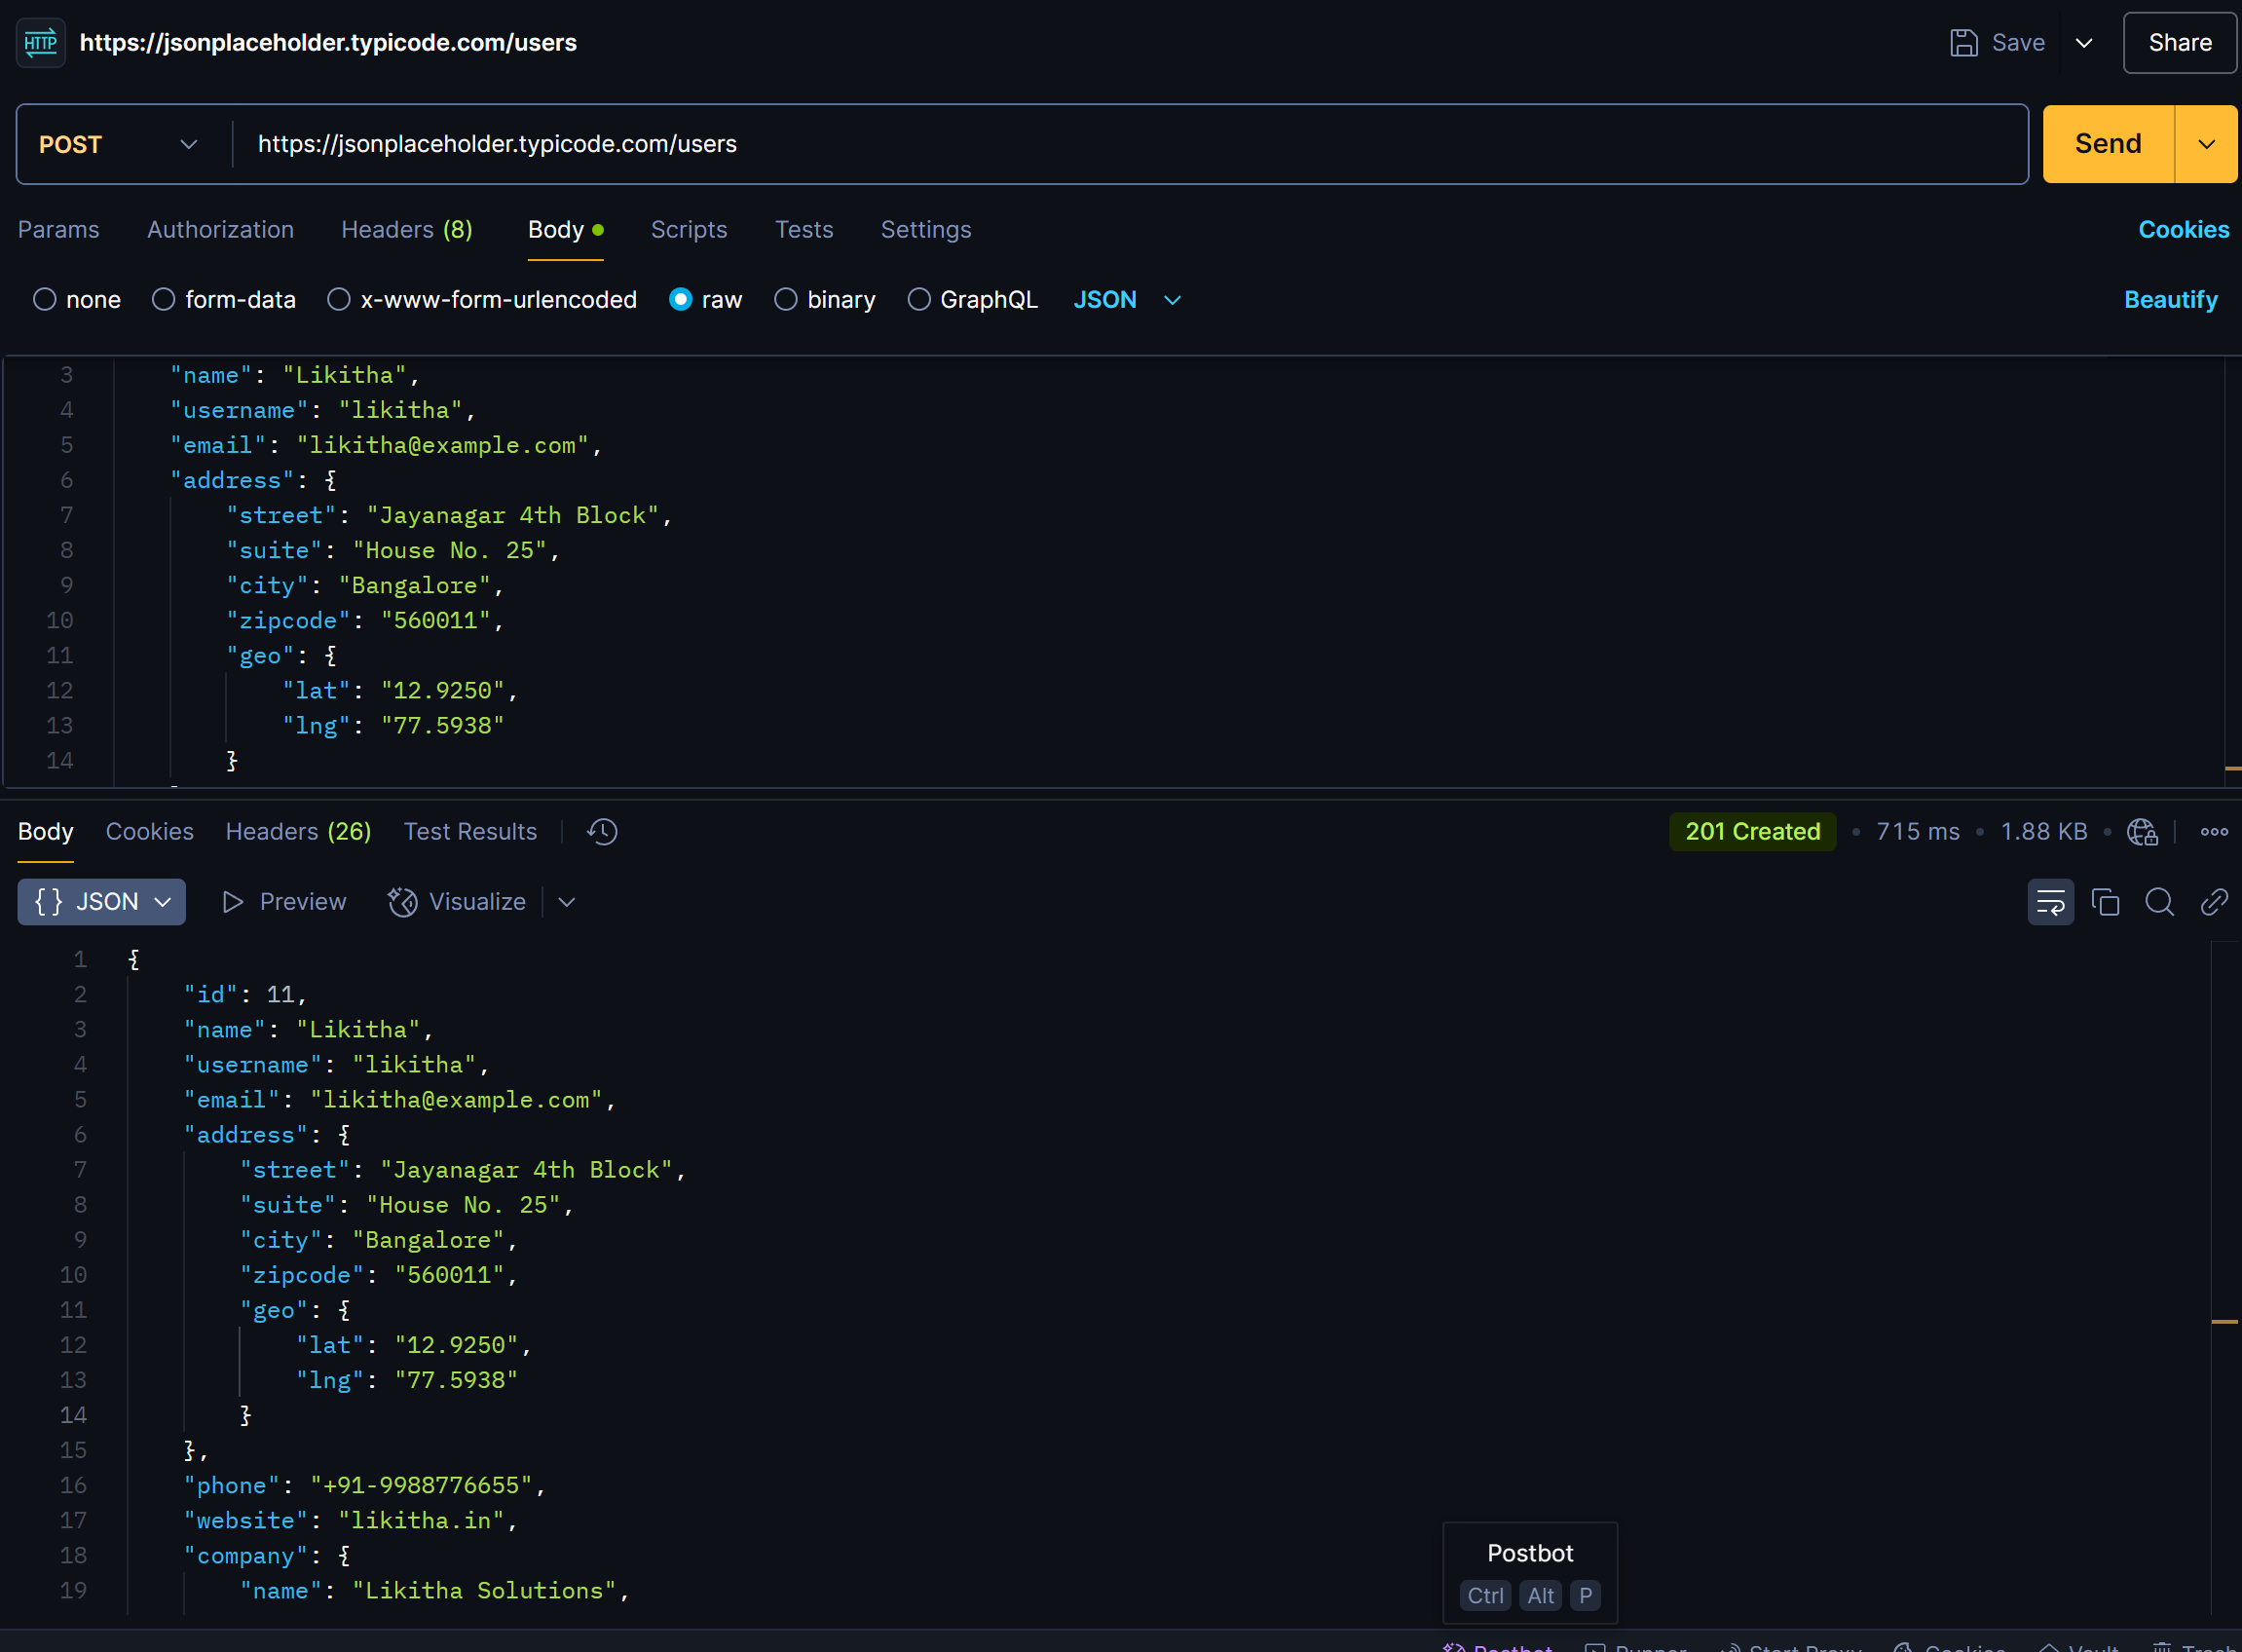 HTTP https://jsonplaceholder.typicode.com/users Save Share
POST https://jsonplaceholder.typicode.com/users Send
Params Authorization Headers (8) Body Scripts Tests Settings Cookies
none form-data x-www-form-urlencoded raw binary GraphQL JSON Beautify
3 "name": "Likitha",
4 "username": "likitha",
5 "email": "likitha@example.com",
6 "address": {
7 "street": "Jayanagar 4th Block",
8 "suite": "House No. 25",
9 "city": "Bangalore",
10 "zipcode": "560011",
11 "geo": {
12 "lat": "12.9250",
13 "lng": "77.5938"
14 }
Body Cookies Headers (26) Test Results 201 Created • 715 ms • 1.88 KB •
{} JSON Preview Visualize
1 {
2 "id": 11,
3 "name": "Likitha",
4 "username": "likitha",
5 "email": "likitha@example.com",
6 "address": {
7 "street": "Jayanagar 4th Block",
8 "suite": "House No. 25",
9 "city": "Bangalore",
10 "zipcode": "560011",
11 "geo": {
12 "lat": "12.9250",
13 "lng": "77.5938"
14 }
15 },
16 "phone": "+91-9988776655",
17 "website": "likitha.in",
18 "company": {
19 "name": "Likitha Solutions",
Postbot
Ctrl Alt P
Postbot Runner Start Proxy Cookies Vault Trash